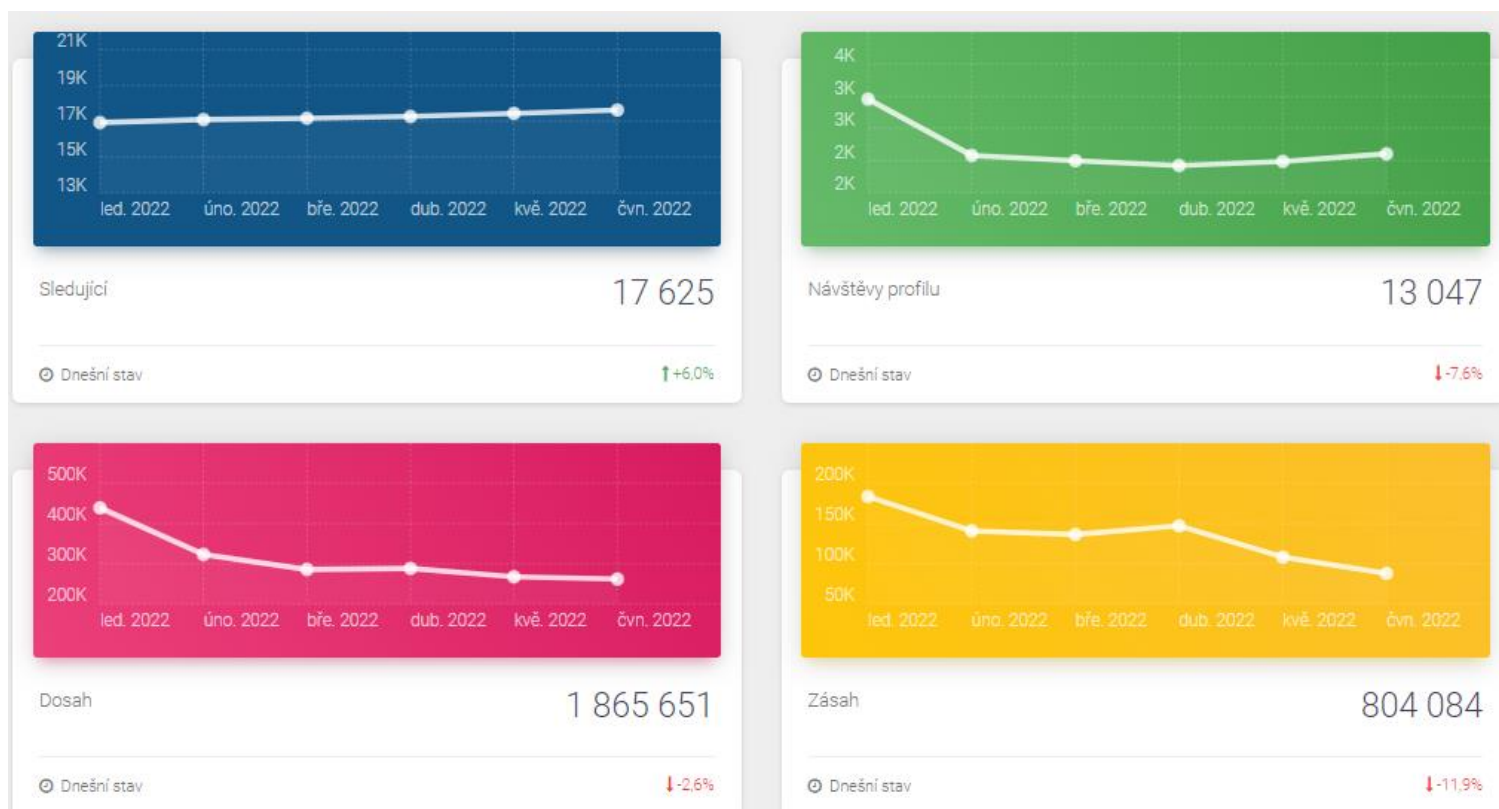 21K
19K
17K
15K
13K
led. 2022 úno. 2022 bře. 2022 dub. 2022 kvě. 2022 čvn. 2022
Sledující 17 625
Dnešní stav +6,0%
4K
3K
3K
2K
2K
led. 2022 úno. 2022 bře. 2022 dub. 2022 kvě. 2022 čvn. 2022
Návštěvy profilu 13 047
Dnešní stav -7,6%
500K
400K
300K
200K
led. 2022 úno. 2022 bře. 2022 dub. 2022 kvě. 2022 čvn. 2022
Dosah 1 865 651
Dnešní stav -2,6%
200K
150K
100K
50K
led. 2022 úno. 2022 bře. 2022 dub. 2022 kvě. 2022 čvn. 2022
Zásah 804 084
Dnešní stav -11,9%